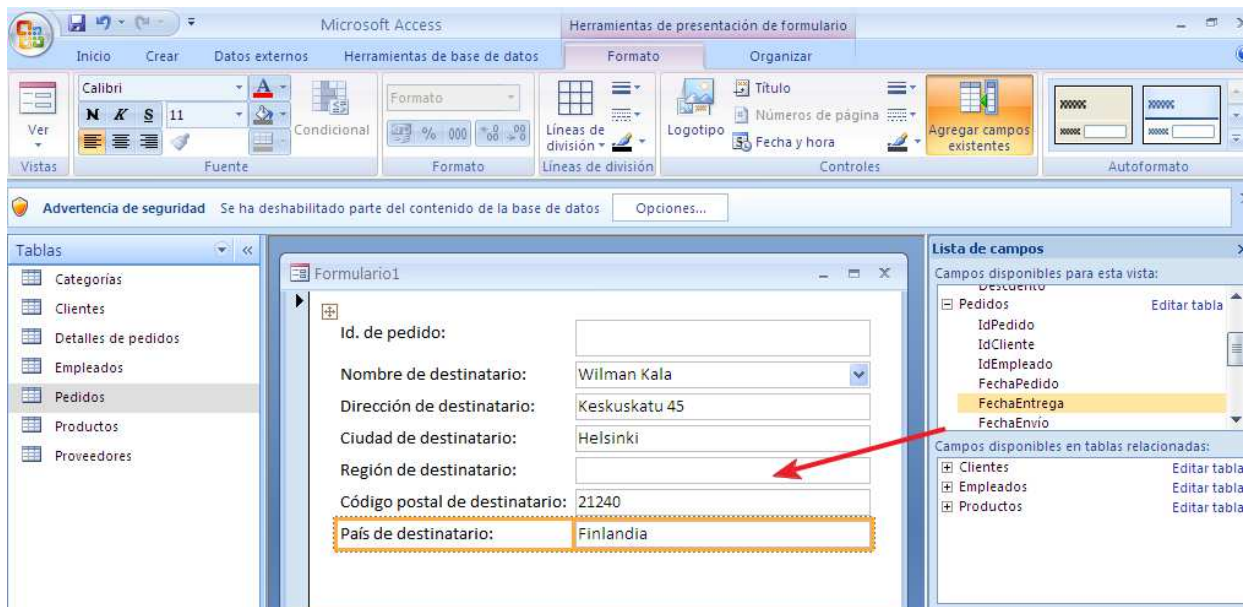 Microsoft Access
Herramientas de presentación de formulario
Inicio Crear Datos externos Herramientas de base de datos Formato Organizar
Ver
Vistas
Calibri
N K S 11
Fuente
Condicional
Formato
% 000
Formato
Líneas de
división
Líneas de división
Logotipo
Título
Números de página
Fecha y hora
Controles
Agregar campos
existentes
Autoformato
Advertencia de seguridad Se ha deshabilitado parte del contenido de la base de datos Opciones...
Tablas
Categorías
Clientes
Detalles de pedidos
Empleados
Pedidos
Productos
Proveedores
Formulario1
Id. de pedido:
Nombre de destinatario: Wilman Kala
Dirección de destinatario: Keskuskatu 45
Ciudad de destinatario: Helsinki
Región de destinatario:
Código postal de destinatario: 21240
País de destinatario: Finlandia
Lista de campos
Campos disponibles para esta vista:
Descuento
Pedidos Editar tabla
IdPedido
IdCliente
IdEmpleado
FechaPedido
FechaEntrega
FechaEnvío
Campos disponibles en tablas relacionadas:
Clientes Editar tabla
Empleados Editar tabla
Productos Editar tabla